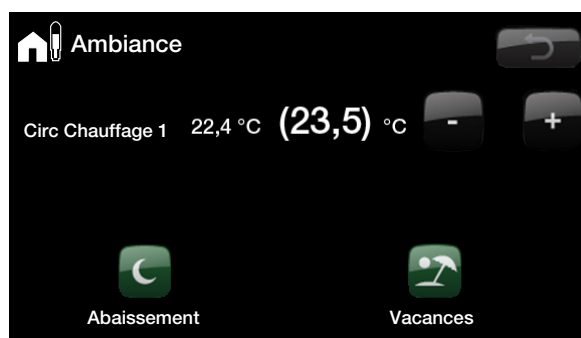 Ambiance
Circ Chauffage 1 22,4 °C (23,5) °C - +
Abaissement Vacances